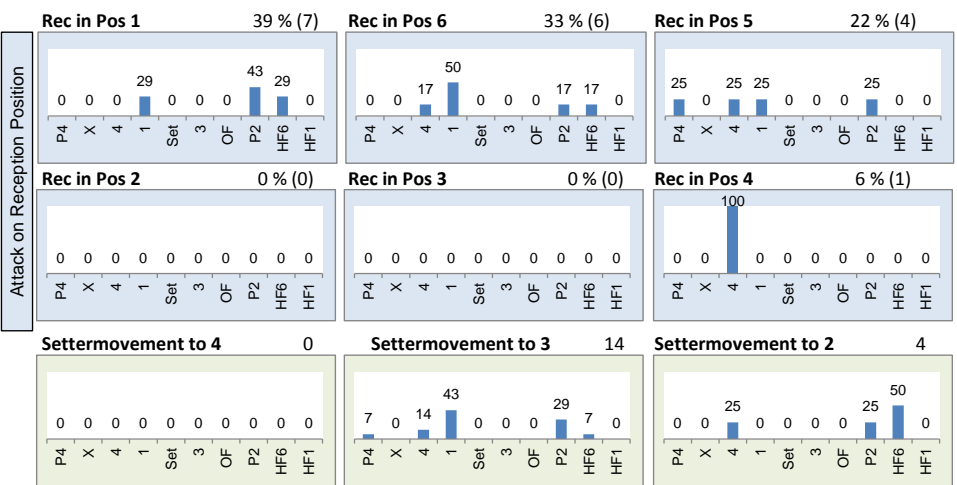 Attack on Reception Position
Rec in Pos 1 39 % (7)
0 0 0 29 0 0 0 43 29 0
P4 X 4 1 Set 3 OF P2 HF6 HF1
Rec in Pos 6 33 % (6)
0 0 17 50 0 0 0 17 17 0
P4 X 4 1 Set 3 OF P2 HF6 HF1
Rec in Pos 5 22 % (4)
25 0 25 25 0 0 0 25 0 0
P4 X 4 1 Set 3 OF P2 HF6 HF1
Rec in Pos 2 0 % (0)
0 0 0 0 0 0 0 0 0 0
P4 X 4 1 Set 3 OF P2 HF6 HF1
Rec in Pos 3 0 % (0)
0 0 0 0 0 0 0 0 0 0
P4 X 4 1 Set 3 OF P2 HF6 HF1
Rec in Pos 4 6 % (1)
0 0 100 0 0 0 0 0 0 0
P4 X 4 1 Set 3 OF P2 HF6 HF1
Settermovement to 4 0
0 0 0 0 0 0 0 0 0 0
P4 X 4 1 Set 3 OF P2 HF6 HF1
Settermovement to 3 14
7 0 14 43 0 0 0 29 7 0
P4 X 4 1 Set 3 OF P2 HF6 HF1
Settermovement to 2 4
0 0 25 0 0 0 0 25 50 0
P4 X 4 1 Set 3 OF P2 HF6 HF1